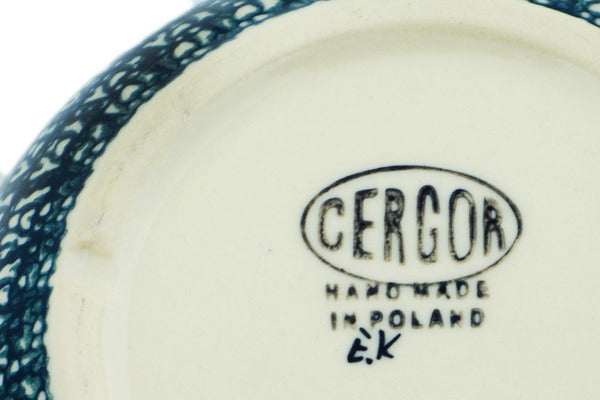 CERGOR
HAND MADE
IN POLAND
E.K